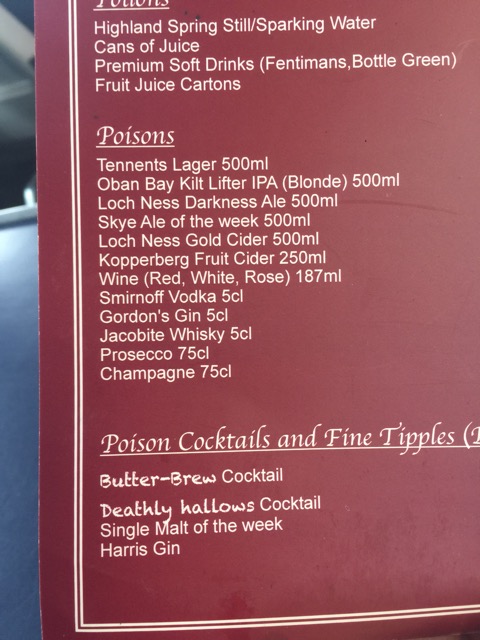 Potions
Highland Spring Still/Sparking Water
Cans of Juice
Premium Soft Drinks (Fentimans,Bottle Green)
Fruit Juice Cartons
Poisons
Tennents Lager 500ml
Oban Bay Kilt Lifter IPA (Blonde) 500ml
Loch Ness Darkness Ale 500ml
Skye Ale of the week 500ml
Loch Ness Gold Cider 500ml
Kopperberg Fruit Cider 250ml
Wine (Red, White, Rose) 187ml
Smirnoff Vodka 5cl
Gordon's Gin 5cl
Jacobite Whisky 5cl
Prosecco 75cl
Champagne 75cl
Poison Cocktails and Fine Tipples (
Butter-Brew Cocktail
Deathly hallows Cocktail
Single Malt of the week
Harris Gin